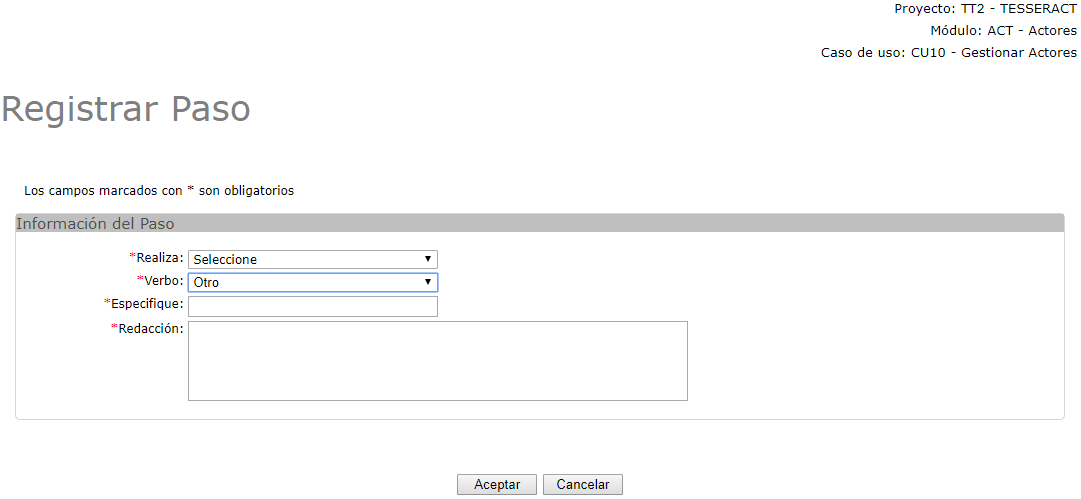 Proyecto: TT2 - TESSERACT
Módulo: ACT - Actores
Caso de uso: CU10 - Gestionar Actores
Registrar Paso
Los campos marcados con * son obligatorios
Información del Paso
*Realiza: Seleccione
*Verbo: Otro
*Especifique:
*Redacción:
Aceptar Cancelar